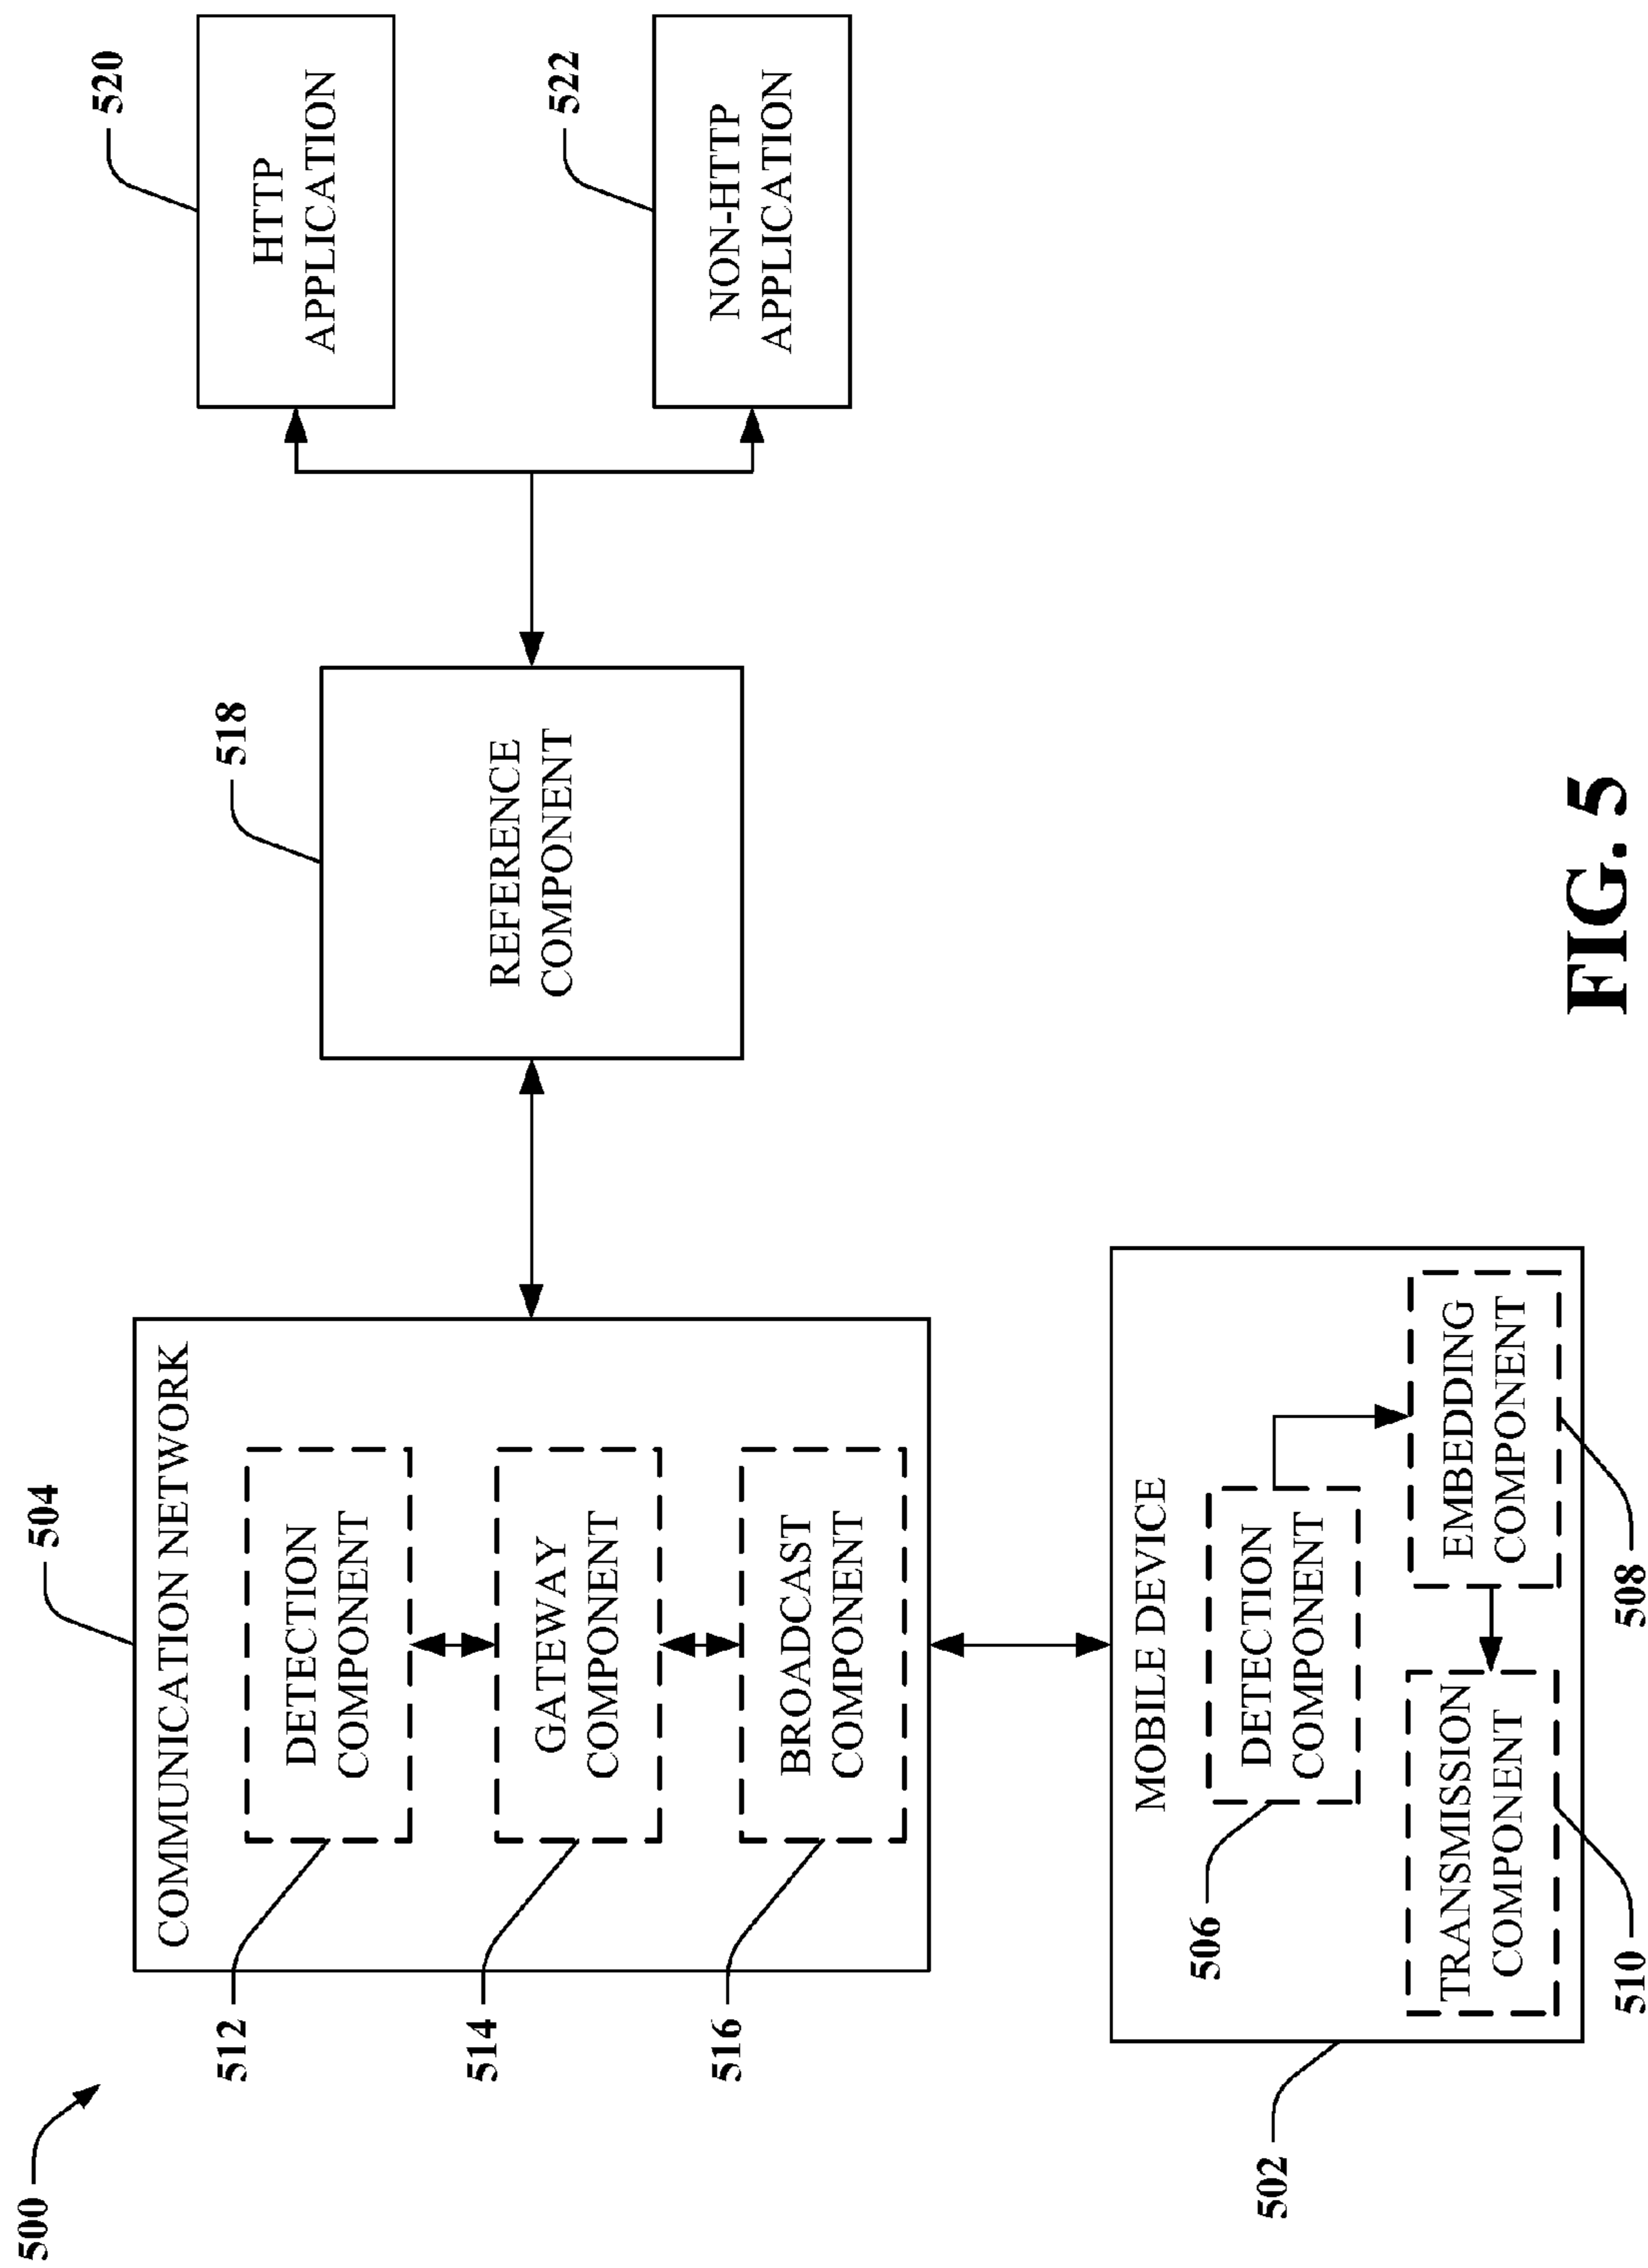 500
504
COMMUNICATION NETWORK
512
DETECTION
COMPONENT
514
GATEWAY
COMPONENT
516
BROADCAST
COMPONENT
518
REFERENCE
COMPONENT
520
HTTP
APPLICATION
522
NON-HTTP
APPLICATION
502
MOBILE DEVICE
506
DETECTION
COMPONENT
TRANSMISSION
COMPONENT
510
EMBEDDING
COMPONENT
508
FIG. 5